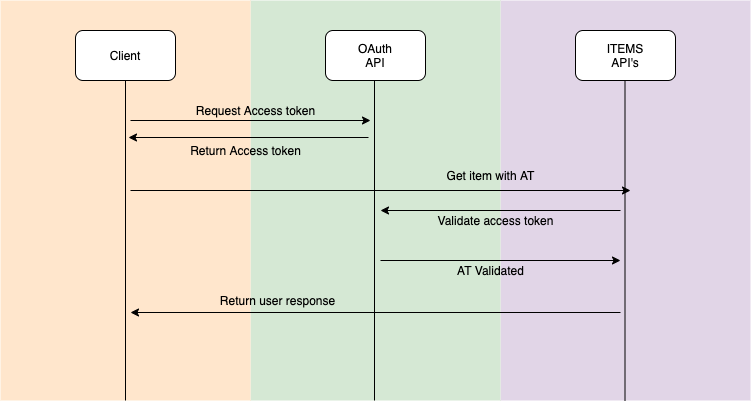 Client
OAuth
API
ITEMS
API's
Request Access token
Return Access token
Get item with AT
Validate access token
AT Validated
Return user response